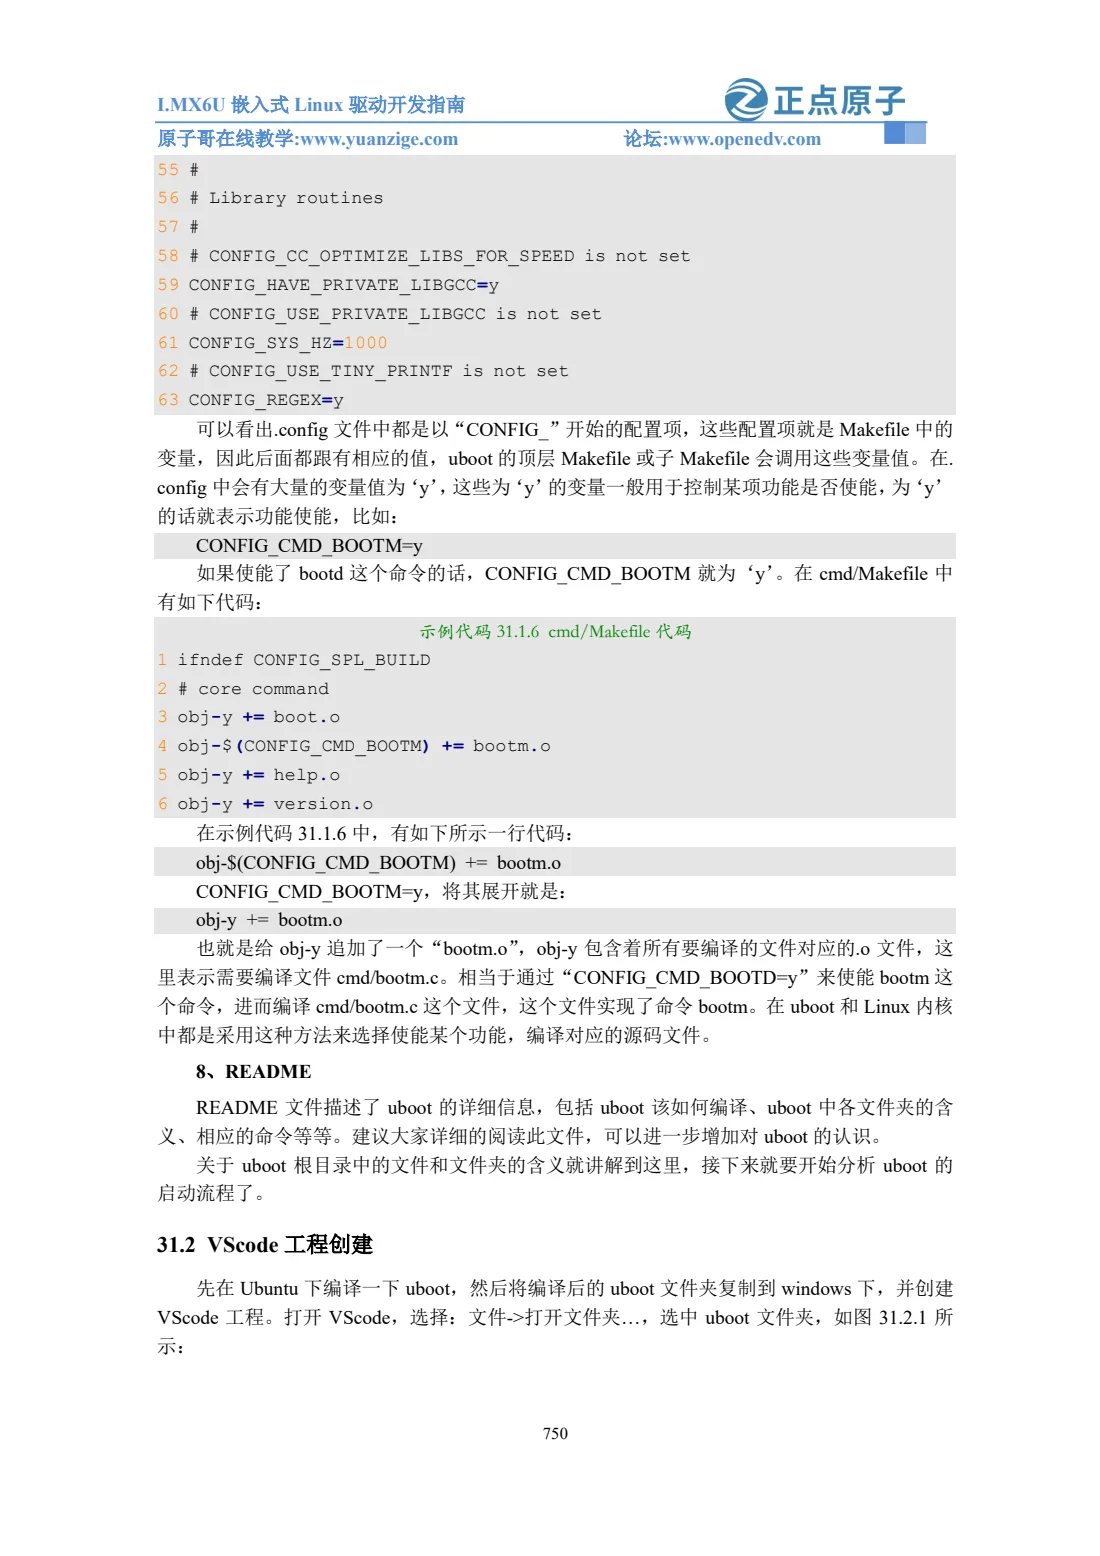 I.MX6U 嵌入式 Linux 驱动开发指南
正点原子
原子哥在线教学:www.yuanzige.com 论坛:www.openedv.com
55 #
56 # Library routines
57 #
58 # CONFIG_CC_OPTIMIZE_LIBS_FOR_SPEED is not set
59 CONFIG_HAVE_PRIVATE_LIBGCC=y
60 # CONFIG_USE_PRIVATE_LIBGCC is not set
61 CONFIG_SYS_HZ=1000
62 # CONFIG_USE_TINY_PRINTF is not set
63 CONFIG_REGEX=y
可以看出.config 文件中都是以“CONFIG_”开始的配置项，这些配置项就是 Makefile 中的
变量，因此后面都跟有相应的值，uboot 的顶层 Makefile 或子 Makefile 会调用这些变量值。在.
config 中会有大量的变量值为‘y’，这些为‘y’的变量一般用于控制某项功能是否使能，为‘y’
的话就表示功能使能，比如：
CONFIG_CMD_BOOTM=y
如果使能了 bootd 这个命令的话，CONFIG_CMD_BOOTM 就为‘y’。在 cmd/Makefile 中
有如下代码：
示例代码 31.1.6 cmd/Makefile 代码
1 ifndef CONFIG_SPL_BUILD
2 # core command
3 obj-y += boot.o
4 obj-$(CONFIG_CMD_BOOTM) += bootm.o
5 obj-y += help.o
6 obj-y += version.o
在示例代码 31.1.6 中，有如下所示一行代码：
obj-$(CONFIG_CMD_BOOTM) += bootm.o
CONFIG_CMD_BOOTM=y，将其展开就是：
obj-y += bootm.o
也就是给 obj-y 追加了一个“bootm.o”，obj-y 包含着所有要编译的文件对应的.o 文件，这
里表示需要编译文件 cmd/bootm.c。相当于通过“CONFIG_CMD_BOOTD=y”来使能 bootm 这
个命令，进而编译 cmd/bootm.c 这个文件，这个文件实现了命令 bootm。在 uboot 和 Linux 内核
中都是采用这种方法来选择使能某个功能，编译对应的源码文件。
8、README
README 文件描述了 uboot 的详细信息，包括 uboot 该如何编译、uboot 中各文件夹的含
义、相应的命令等等。建议大家详细的阅读此文件，可以进一步增加对 uboot 的认识。
关于 uboot 根目录中的文件和文件夹的含义就讲解到这里，接下来就要开始分析 uboot 的
启动流程了。
31.2 VScode 工程创建
先在 Ubuntu 下编译一下 uboot，然后将编译后的 uboot 文件夹复制到 windows 下，并创建
VScode 工程。打开 VScode，选择：文件->打开文件夹…，选中 uboot 文件夹，如图 31.2.1 所
示：
750